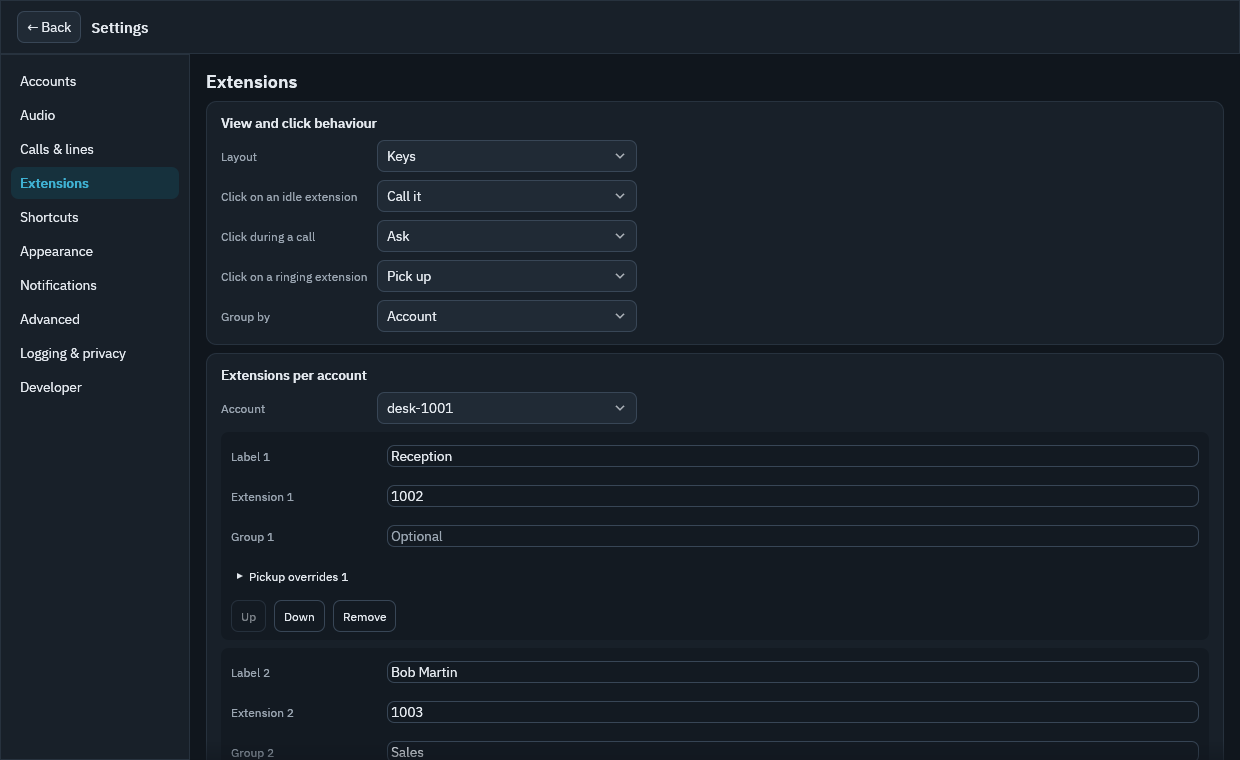 ← Back Settings
Accounts
Audio
Calls & lines
Extensions
Shortcuts
Appearance
Notifications
Advanced
Logging & privacy
Developer
Extensions
View and click behaviour
Layout Keys
Click on an idle extension Call it
Click during a call Ask
Click on a ringing extension Pick up
Group by Account
Extensions per account
Account desk-1001
Label 1 Reception
Extension 1 1002
Group 1 Optional
Pickup overrides 1
Up Down Remove
Label 2 Bob Martin
Extension 2 1003
Group 2 Sales